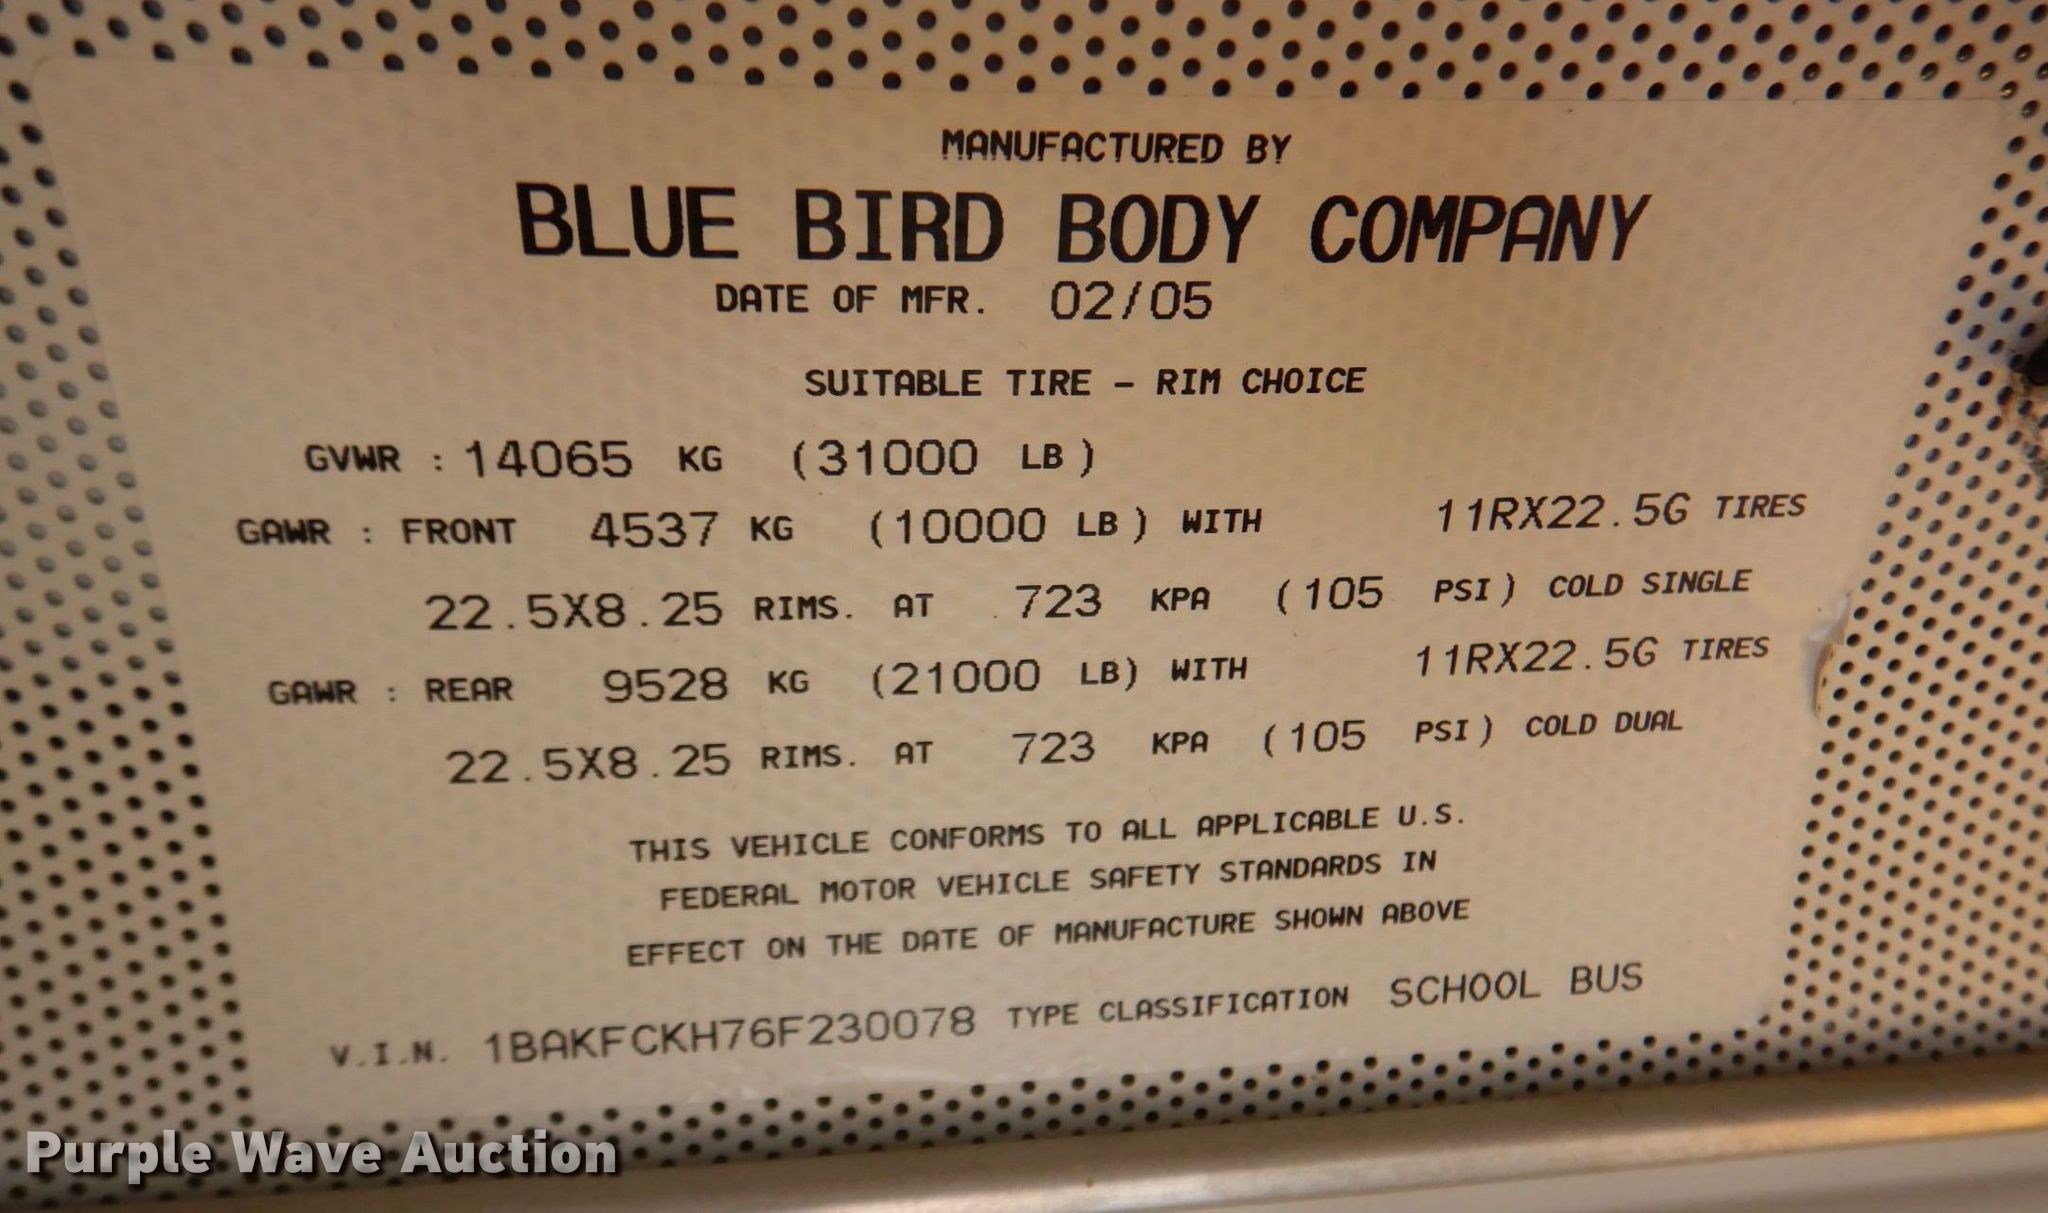 MANUFACTURED BY
BLUE BIRD BODY COMPANY
DATE OF MFR. 02/05
SUITABLE TIRE - RIM CHOICE
GVWR : 14065 KG (31000 LB)
GAWR : FRONT 4537 KG (10000 LB) WITH 11RX22.5G TIRES
22.5X8.25 RIMS. AT 723 KPA (105 PSI) COLD SINGLE
GAWR : REAR 9528 KG (21000 LB) WITH 11RX22.5G TIRES
22.5X8.25 RIMS. AT 723 KPA (105 PSI) COLD DUAL
THIS VEHICLE CONFORMS TO ALL APPLICABLE U.S.
FEDERAL MOTOR VEHICLE SAFETY STANDARDS IN
EFFECT ON THE DATE OF MANUFACTURE SHOWN ABOVE
V.I.N. 1BAKFCKH76F230078 TYPE CLASSIFICATION SCHOOL BUS
Purple Wave Auction